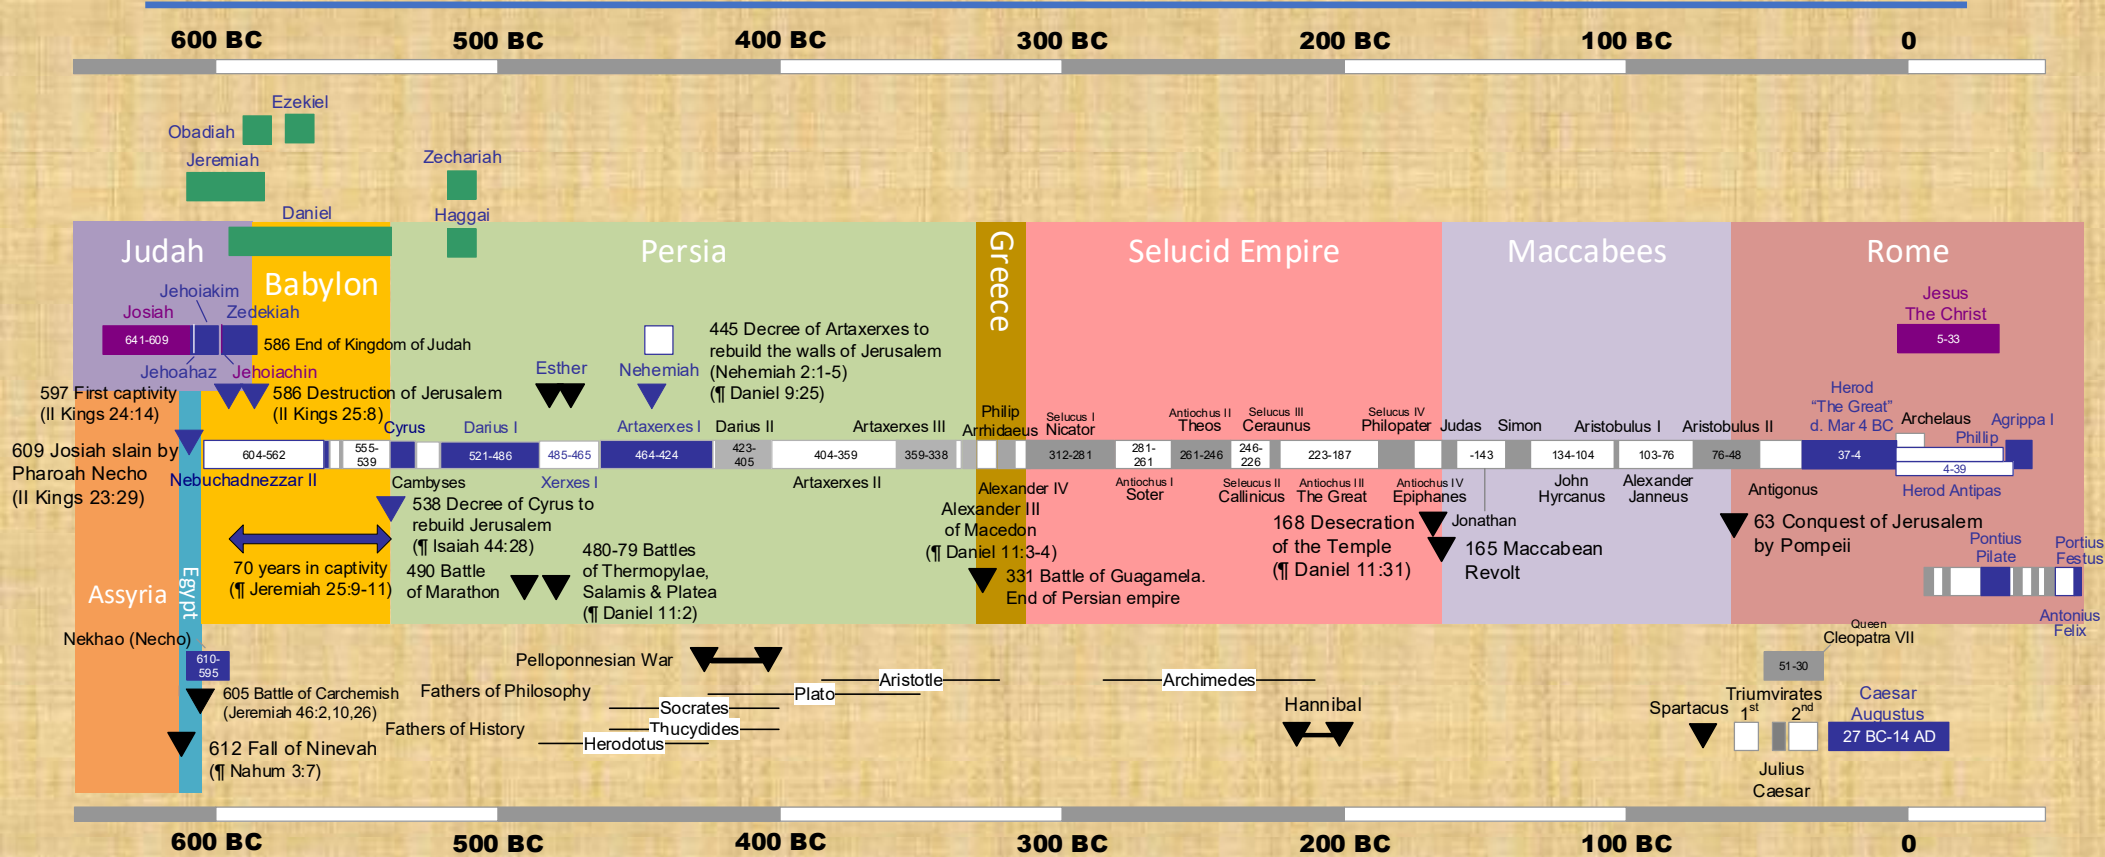 600 BC
500 BC
400 BC
300 BC
200 BC
100 BC
0
Ezekiel
Obadiah
Jeremiah
Zechariah
Daniel
Haggai
Judah
Babylon
Persia
Greece
Selucid Empire
Maccabees
Rome
Jehoiakim
Josiah
Zedekiah
641-609
586 End of Kingdom of Judah
Jehoahaz
Jehoiachin
597 First captivity
(II Kings 24:14)
586 Destruction of Jerusalem
(II Kings 25:8)
609 Josiah slain by
Pharoah Necho
(II Kings 23:29)
Esther
Nehemiah
445 Decree of Artaxerxes to
rebuild the walls of Jerusalem
(Nehemiah 2:1-5)
(¶ Daniel 9:25)
Jesus
The Christ
5-33
Cyrus
Darius I
Artaxerxes I
Darius II
Artaxerxes III
Philip
Arrhidaeus
Selucus I
Nicator
Antiochus II
Theos
Selucus III
Ceraunus
Selucus IV
Philopater
Judas
Simon
Aristobulus I
Aristobulus II
Herod
“The Great”
d. Mar 4 BC
Archelaus
Phillip
Agrippa I
604-562
555-
539
521-486
485-465
464-424
423-
405
404-359
359-338
312-281
281-
261
261-246
246-
226
223-187
-143
134-104
103-76
76-48
37-4
4-39
Nebuchadnezzar II
Cambyses
Xerxes I
Artaxerxes II
Alexander IV
Alexander III
of Macedon
(¶ Daniel 11:3-4)
Antiochus I
Soter
Seleucus II
Callinicus
Antiochus III
The Great
Antiochus IV
Epiphanes
Jonathan
John
Hyrcanus
Alexander
Janneus
Antigonus
Herod Antipas
538 Decree of Cyrus to
rebuild Jerusalem
(¶ Isaiah 44:28)
70 years in captivity
(¶ Jeremiah 25:9-11)
490 Battle
of Marathon
480-79 Battles
of Thermopylae,
Salamis & Platea
(¶ Daniel 11:2)
331 Battle of Guagamela.
End of Persian empire
168 Desecration
of the Temple
(¶ Daniel 11:31)
165 Maccabean
Revolt
63 Conquest of Jerusalem
by Pompeii
Pontius
Pilate
Portius
Festus
Antonius
Felix
Assyria
Egypt
Nekhao (Necho)
610-
595
605 Battle of Carchemish
(Jeremiah 46:2,10,26)
612 Fall of Ninevah
(¶ Nahum 3:7)
Pelloponnesian War
Fathers of Philosophy
Aristotle
Plato
Socrates
Fathers of History
Thucydides
Herodotus
Archimedes
Hannibal
Queen
Cleopatra VII
51-30
Spartacus
Triumvirates
1st
2nd
Julius
Caesar
Caesar
Augustus
27 BC-14 AD
600 BC
500 BC
400 BC
300 BC
200 BC
100 BC
0